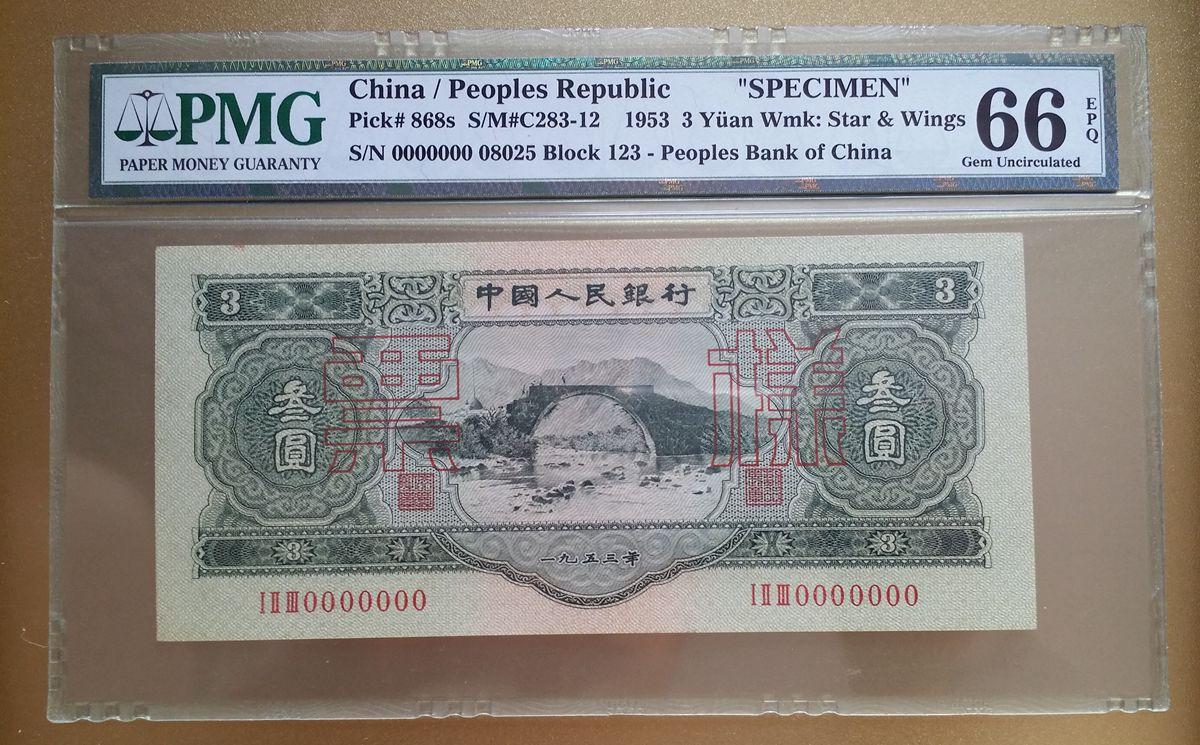 China / Peoples Republic "SPECIMEN"
Pick# 868s S/M#C283-12 1953 3 Yüan Wmk: Star & Wings
S/N 0000000 08025 Block 123 - Peoples Bank of China
PMG
PAPER MONEY GUARANTY
66
EPQ
Gem Uncirculated
3 中國人民銀行 3
票 樣
叁圓 叁圓
3 一九五三年 3
I II III 0000000 I II III 0000000